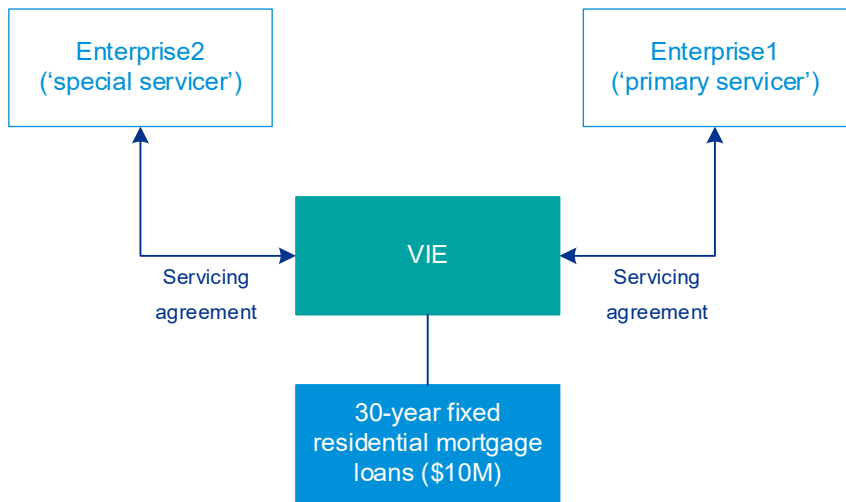 Enterprise2
(‘special servicer’)
Enterprise1
(‘primary servicer’)
VIE
Servicing
agreement
Servicing
agreement
30-year fixed
residential mortgage
loans ($10M)